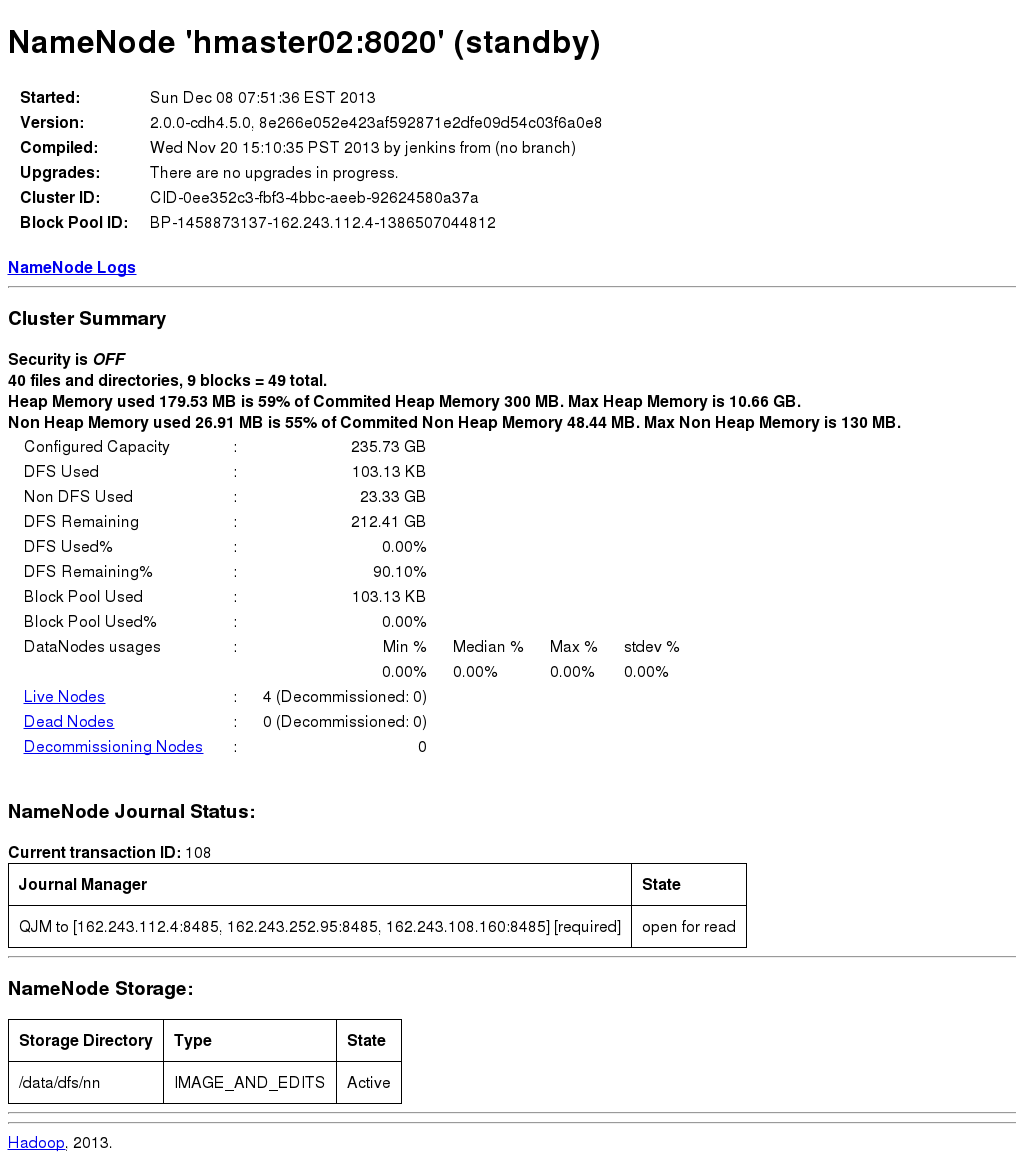 NameNode 'hmaster02:8020' (standby)
Started: Sun Dec 08 07:51:36 EST 2013
Version: 2.0.0-cdh4.5.0, 8e266e052e423af592871e2dfe09d54c03f6a0e8
Compiled: Wed Nov 20 15:10:35 PST 2013 by jenkins from (no branch)
Upgrades: There are no upgrades in progress.
Cluster ID: CID-0ee352c3-fbf3-4bbc-aeeb-92624580a37a
Block Pool ID: BP-1458873137-162.243.112.4-1386507044812
NameNode Logs
Cluster Summary
Security is OFF
40 files and directories, 9 blocks = 49 total.
Heap Memory used 179.53 MB is 59% of Commited Heap Memory 300 MB. Max Heap Memory is 10.66 GB.
Non Heap Memory used 26.91 MB is 55% of Commited Non Heap Memory 48.44 MB. Max Non Heap Memory is 130 MB.
Configured Capacity : 235.73 GB
DFS Used : 103.13 KB
Non DFS Used : 23.33 GB
DFS Remaining : 212.41 GB
DFS Used% : 0.00%
DFS Remaining% : 90.10%
Block Pool Used : 103.13 KB
Block Pool Used% : 0.00%
DataNodes usages : Min % Median % Max % stdev %
0.00% 0.00% 0.00% 0.00%
Live Nodes : 4 (Decommissioned: 0)
Dead Nodes : 0 (Decommissioned: 0)
Decommissioning Nodes : 0
NameNode Journal Status:
Current transaction ID: 108
Journal Manager State
QJM to [162.243.112.4:8485, 162.243.252.95:8485, 162.243.108.160:8485] [required] open for read
NameNode Storage:
Storage Directory Type State
/data/dfs/nn IMAGE_AND_EDITS Active
Hadoop, 2013.